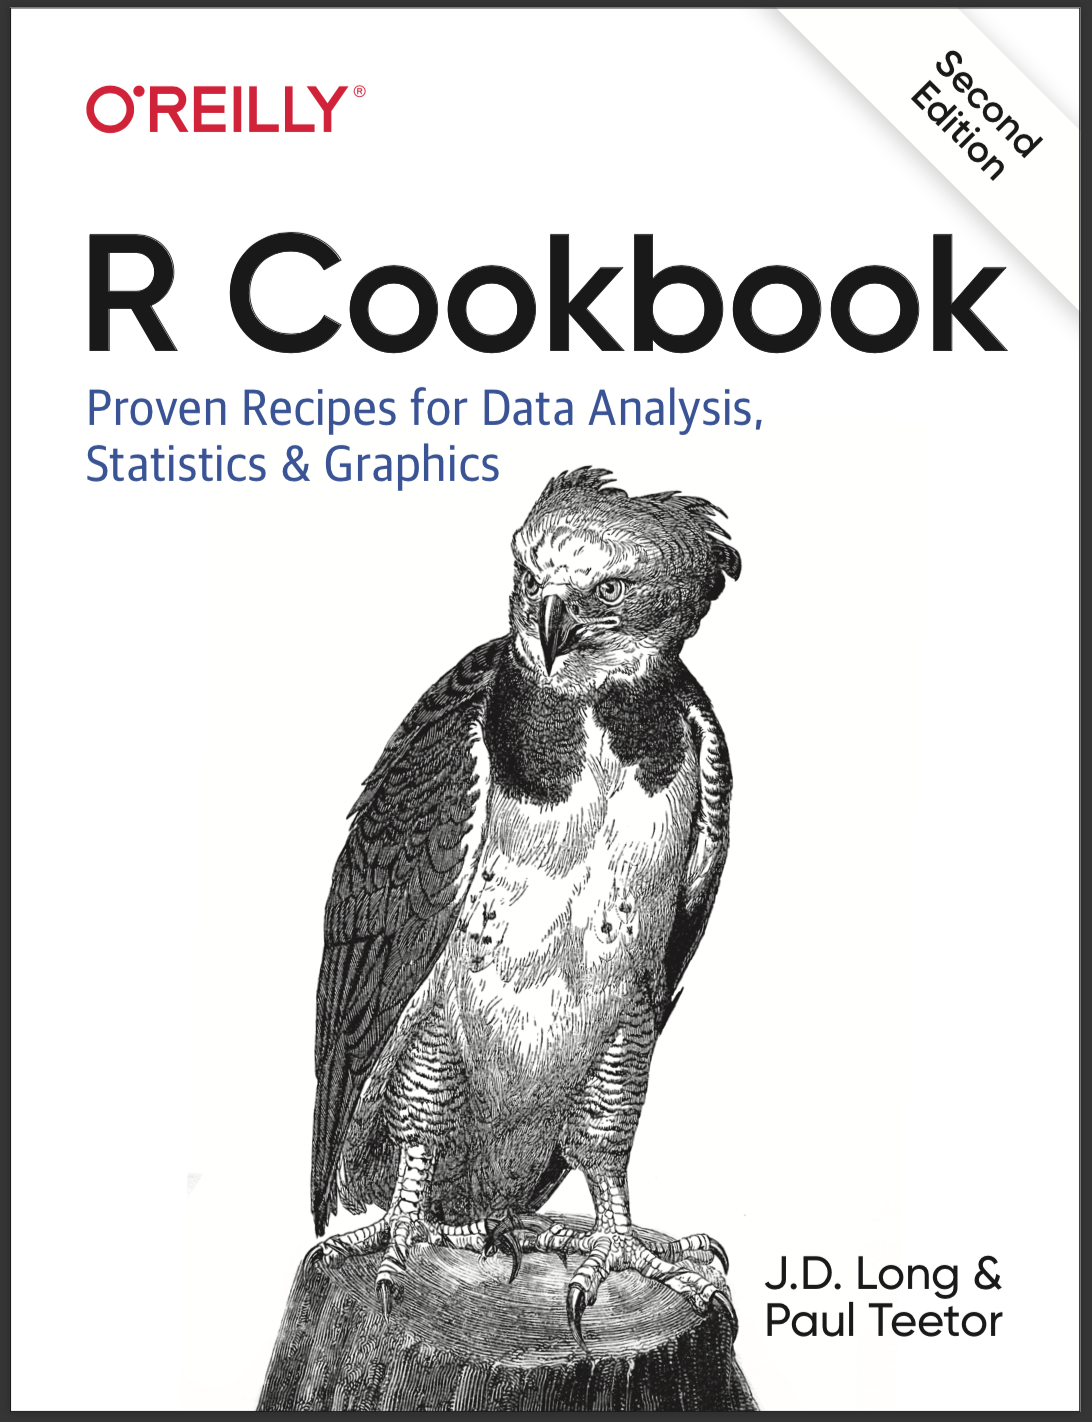 O'REILLY®
Second
Edition
R Cookbook
Proven Recipes for Data Analysis,
Statistics & Graphics
J.D. Long &
Paul Teetor